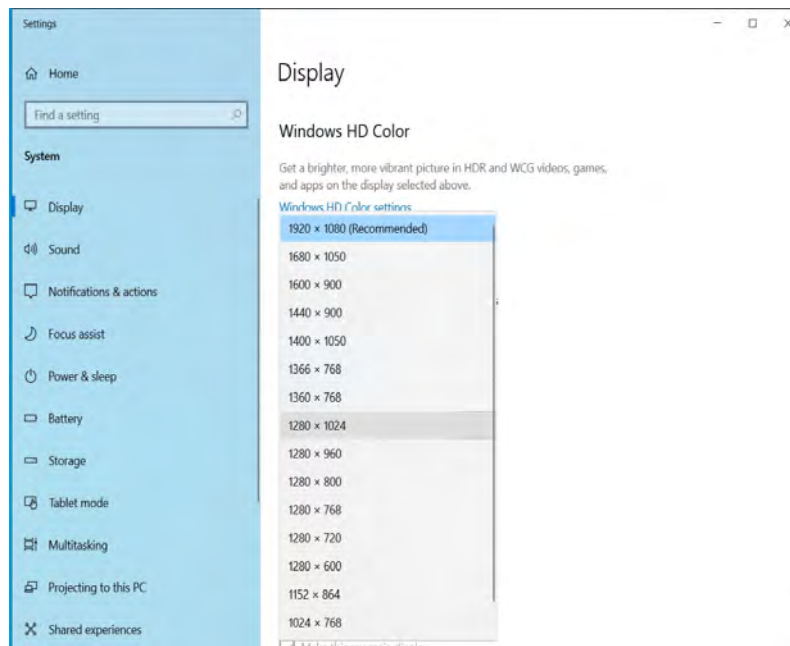 Settings
Home
Find a setting
System
Display
Sound
Notifications & actions
Focus assist
Power & sleep
Battery
Storage
Tablet mode
Multitasking
Projecting to this PC
Shared experiences
Display
Windows HD Color
Get a brighter, more vibrant picture in HDR and WCG videos, games,
and apps on the display selected above.
Windows HD Color settings
1920 × 1080 (Recommended)
1680 × 1050
1600 × 900
1440 × 900
1400 × 1050
1366 × 768
1360 × 768
1280 × 1024
1280 × 960
1280 × 800
1280 × 768
1280 × 720
1280 × 600
1152 × 864
1024 × 768